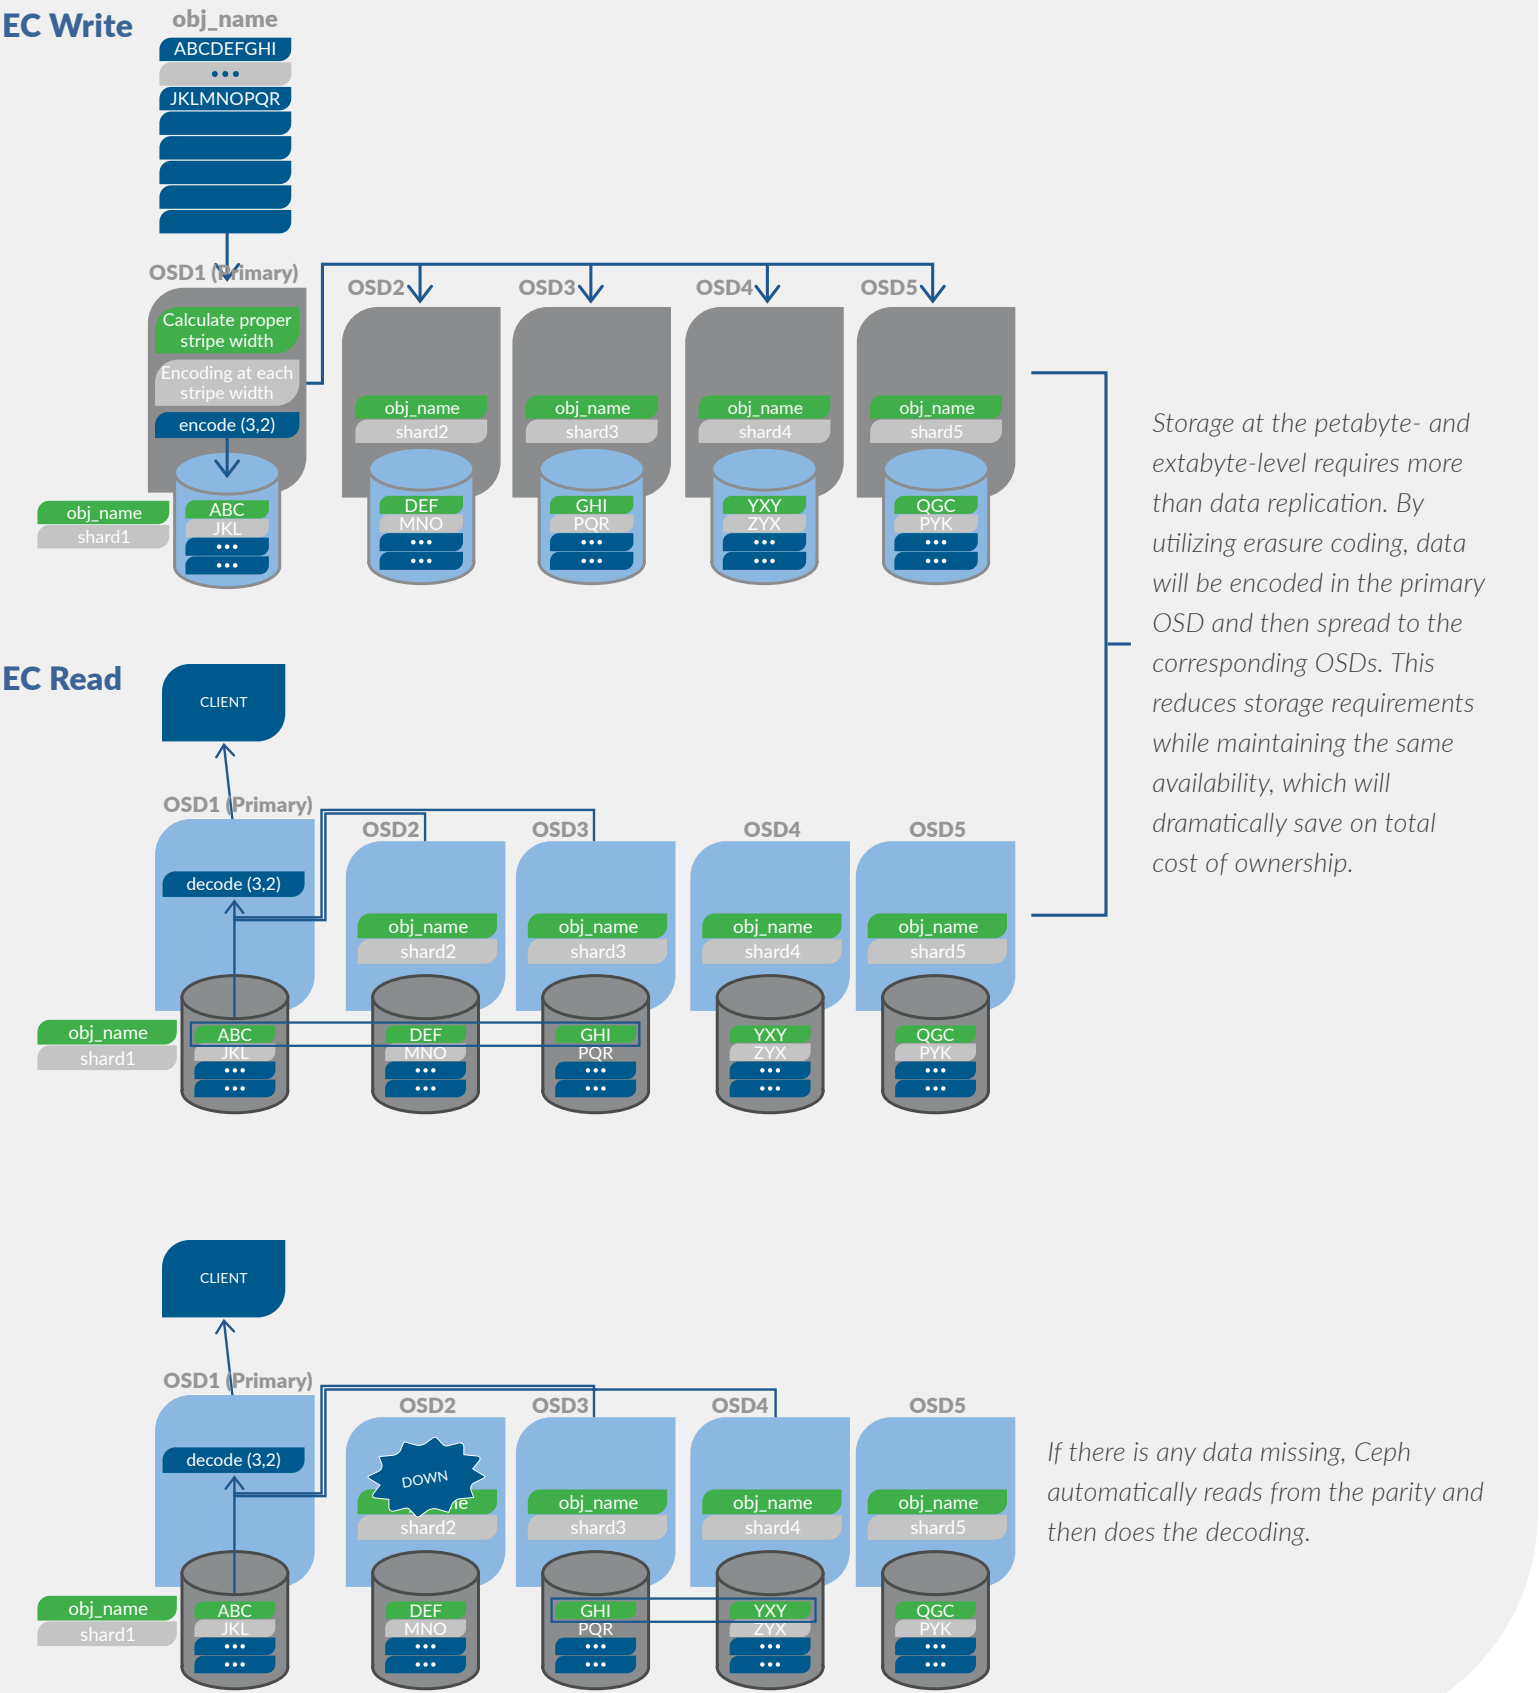 EC Write
obj_name
ABCDEFGHI
•••
JKLMNOPQR
OSD1 (Primary)
OSD2
OSD3
OSD4
OSD5
Calculate proper
stripe width
Encoding at each
stripe width
encode (3,2)
obj_name
shard2
obj_name
shard3
obj_name
shard4
obj_name
shard5
obj_name
shard1
ABC
JKL
•••
•••
DEF
MNO
•••
•••
GHI
PQR
•••
•••
YXY
ZYX
•••
•••
QGC
PYK
•••
•••
Storage at the petabyte- and
extabyte-level requires more
than data replication. By
utilizing erasure coding, data
will be encoded in the primary
OSD and then spread to the
corresponding OSDs. This
reduces storage requirements
while maintaining the same
availability, which will
dramatically save on total
cost of ownership.
EC Read
CLIENT
OSD1 (Primary)
OSD2
OSD3
OSD4
OSD5
decode (3,2)
obj_name
shard2
obj_name
shard3
obj_name
shard4
obj_name
shard5
obj_name
shard1
ABC
JKL
•••
•••
DEF
MNO
•••
•••
GHI
PQR
•••
•••
YXY
ZYX
•••
•••
QGC
PYK
•••
•••
CLIENT
OSD1 (Primary)
OSD2
OSD3
OSD4
OSD5
decode (3,2)
DOWN
shard2
obj_name
shard3
obj_name
shard4
obj_name
shard5
obj_name
shard1
ABC
JKL
•••
•••
DEF
MNO
•••
•••
GHI
PQR
•••
•••
YXY
ZYX
•••
•••
QGC
PYK
•••
•••
If there is any data missing, Ceph
automatically reads from the parity and
then does the decoding.